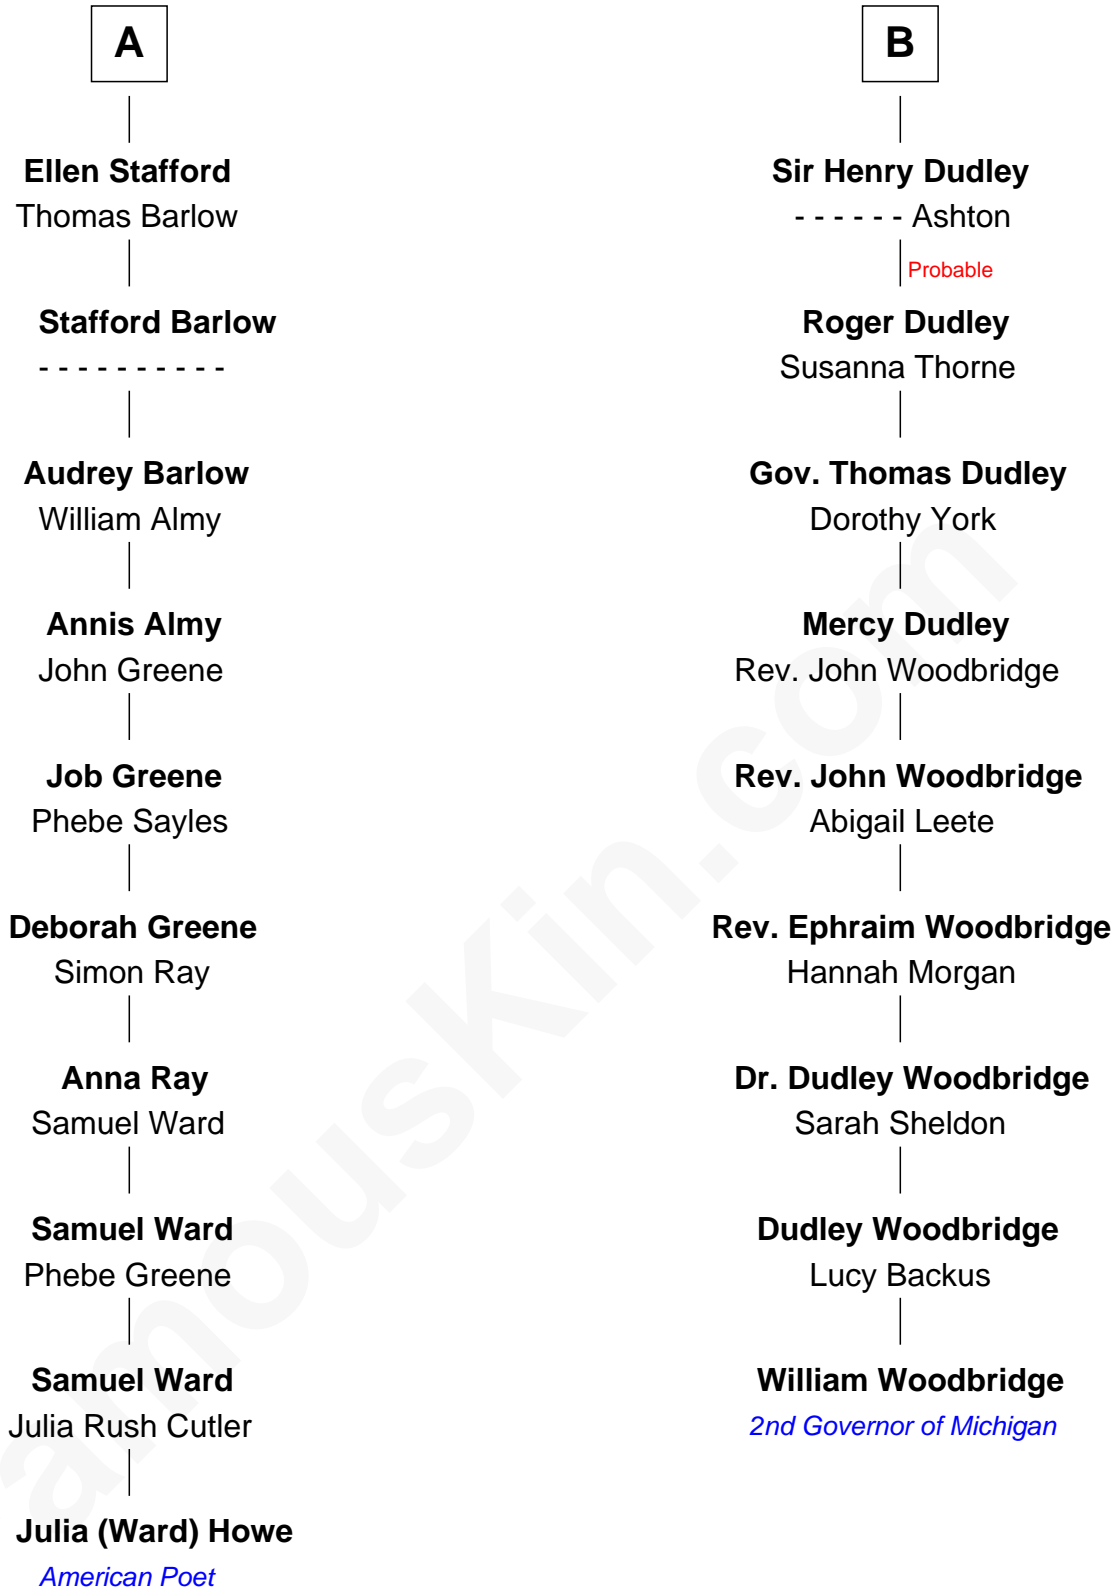 A
Ellen Stafford
Thomas Barlow
Stafford Barlow
- - - - - - - - - -
Audrey Barlow
William Almy
Annis Almy
John Greene
Job Greene
Phebe Sayles
Deborah Greene
Simon Ray
Anna Ray
Samuel Ward
Samuel Ward
Phebe Greene
Samuel Ward
Julia Rush Cutler
Julia (Ward) Howe
American Poet
B
Sir Henry Dudley
- - - - - - Ashton
Probable
Roger Dudley
Susanna Thorne
Gov. Thomas Dudley
Dorothy York
Mercy Dudley
Rev. John Woodbridge
Rev. John Woodbridge
Abigail Leete
Rev. Ephraim Woodbridge
Hannah Morgan
Dr. Dudley Woodbridge
Sarah Sheldon
Dudley Woodbridge
Lucy Backus
William Woodbridge
2nd Governor of Michigan
amousKin.com